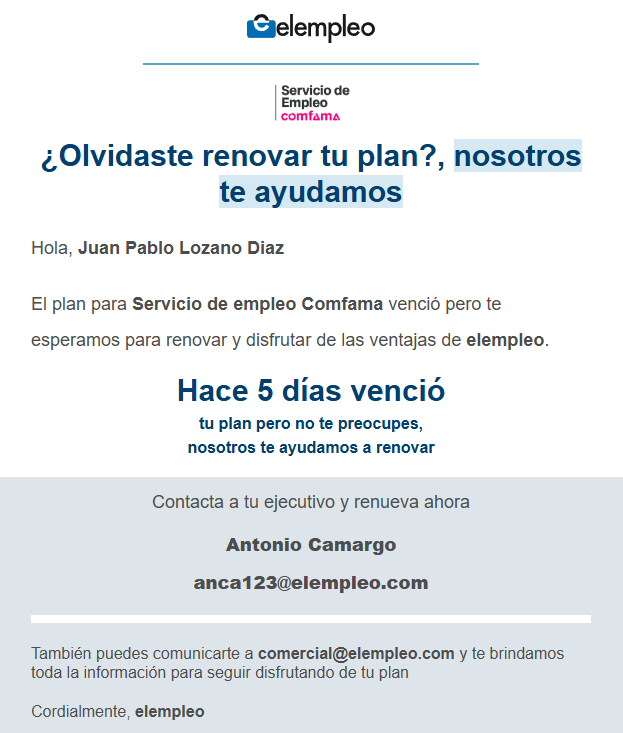 elempleo
Servicio de
Empleo
comfama
¿Olvidaste renovar tu plan?, nosotros
te ayudamos
Hola, Juan Pablo Lozano Diaz
El plan para Servicio de empleo Comfama venció pero te
esperamos para renovar y disfrutar de las ventajas de elempleo.
Hace 5 días venció
tu plan pero no te preocupes,
nosotros te ayudamos a renovar
Contacta a tu ejecutivo y renueva ahora
Antonio Camargo
anca123@elempleo.com
También puedes comunicarte a comercial@elempleo.com y te brindamos
toda la información para seguir disfrutando de tu plan
Cordialmente, elempleo